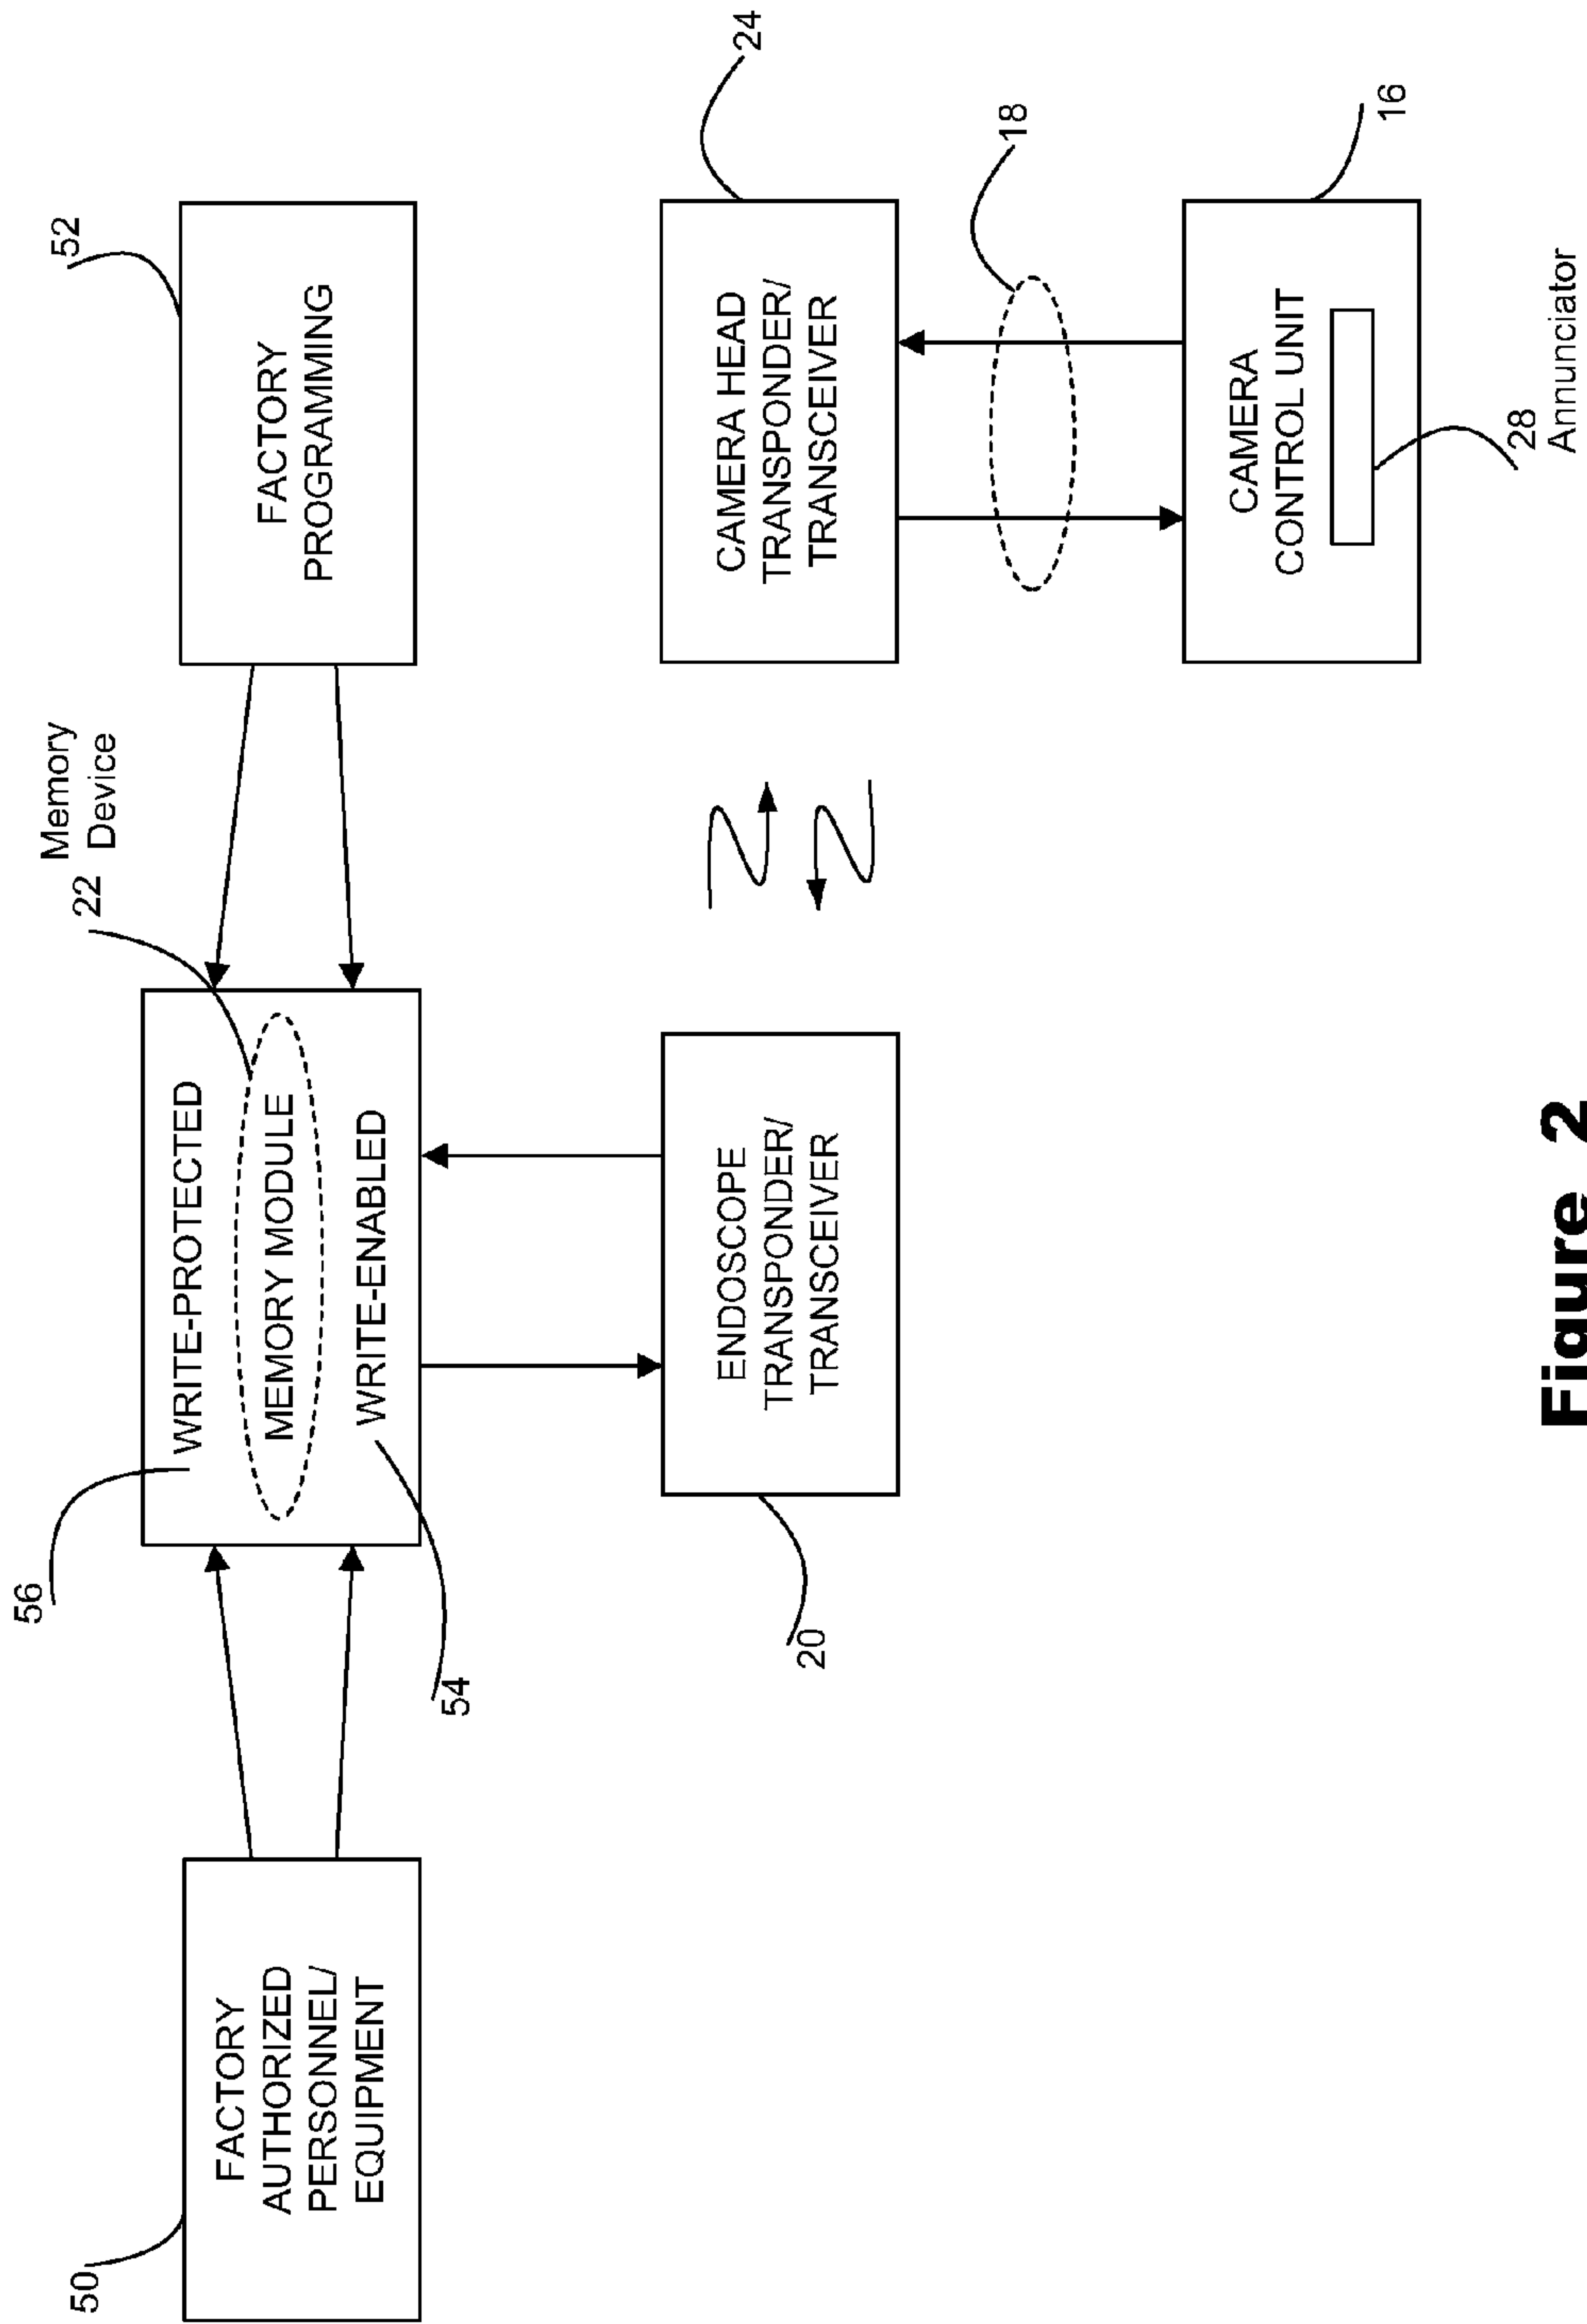 50
FACTORY
AUTHORIZED
PERSONNEL/
EQUIPMENT
56
WRITE-PROTECTED
MEMORY MODULE
WRITE-ENABLED
54
22
Memory
Device
52
FACTORY
PROGRAMMING
20
ENDOSCOPE
TRANSPONDER/
TRANSCEIVER
24
CAMERA HEAD
TRANSPONDER/
TRANSCEIVER
18
16
CAMERA
CONTROL UNIT
28
Annunciator
Figure 2